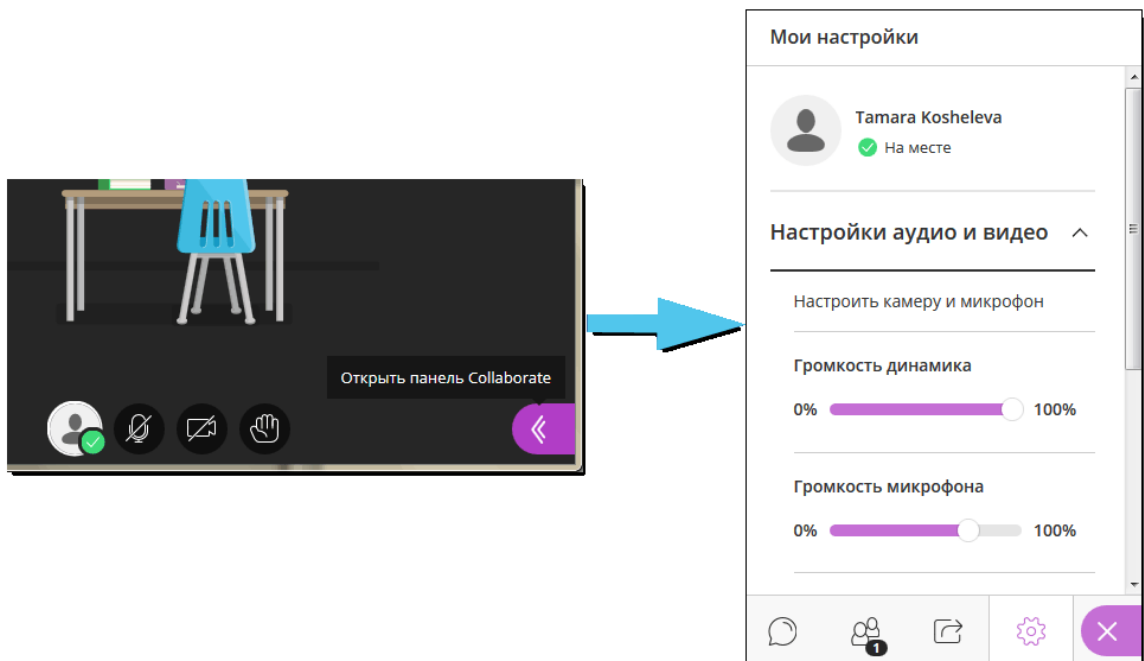 Открыть панель Collaborate
Мои настройки
Tamara Kosheleva
На месте
Настройки аудио и видео
Настроить камеру и микрофон
Громкость динамика
0% 100%
Громкость микрофона
0% 100%
1